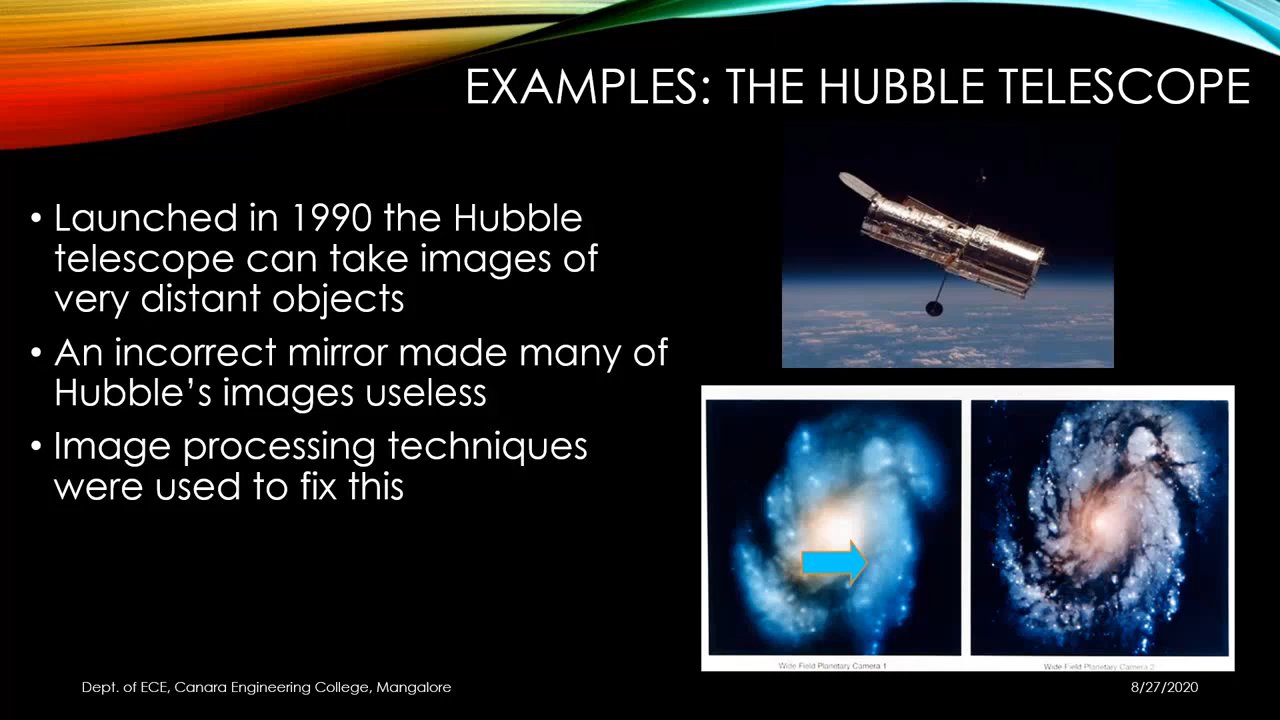 EXAMPLES: THE HUBBLE TELESCOPE
• Launched in 1990 the Hubble
telescope can take images of
very distant objects
• An incorrect mirror made many of
Hubble’s images useless
• Image processing techniques
were used to fix this
Wide Field Planetary Camera 1
Wide Field Planetary Camera 2
Dept. of ECE, Canara Engineering College, Mangalore
8/27/2020